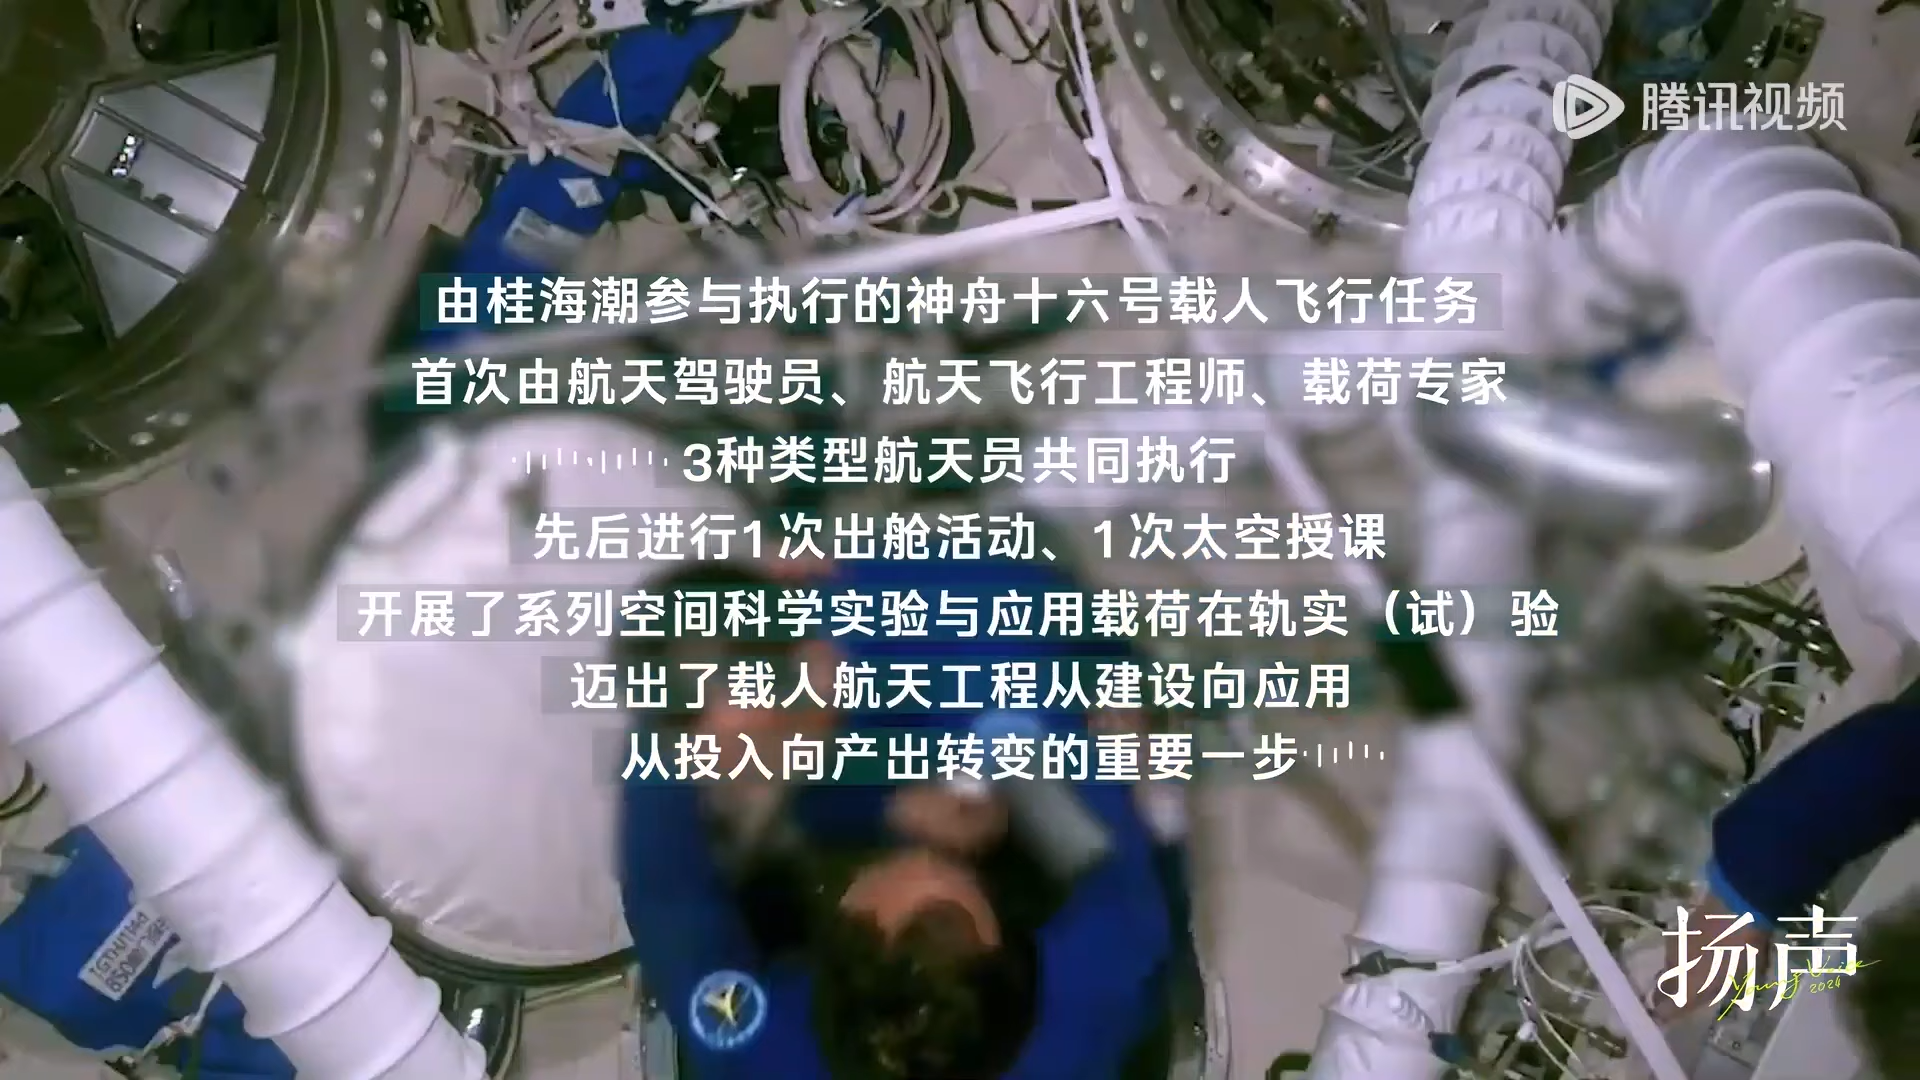 腾讯视频
由桂海潮参与执行的神舟十六号载人飞行任务
首次由航天驾驶员、航天飞行工程师、载荷专家
3种类型航天员共同执行
先后进行1次出舱活动、1次太空授课
开展了系列空间科学实验与应用载荷在轨实（试）验
迈出了载人航天工程从建设向应用
从投入向产出转变的重要一步
扬声
Young Voice
2024